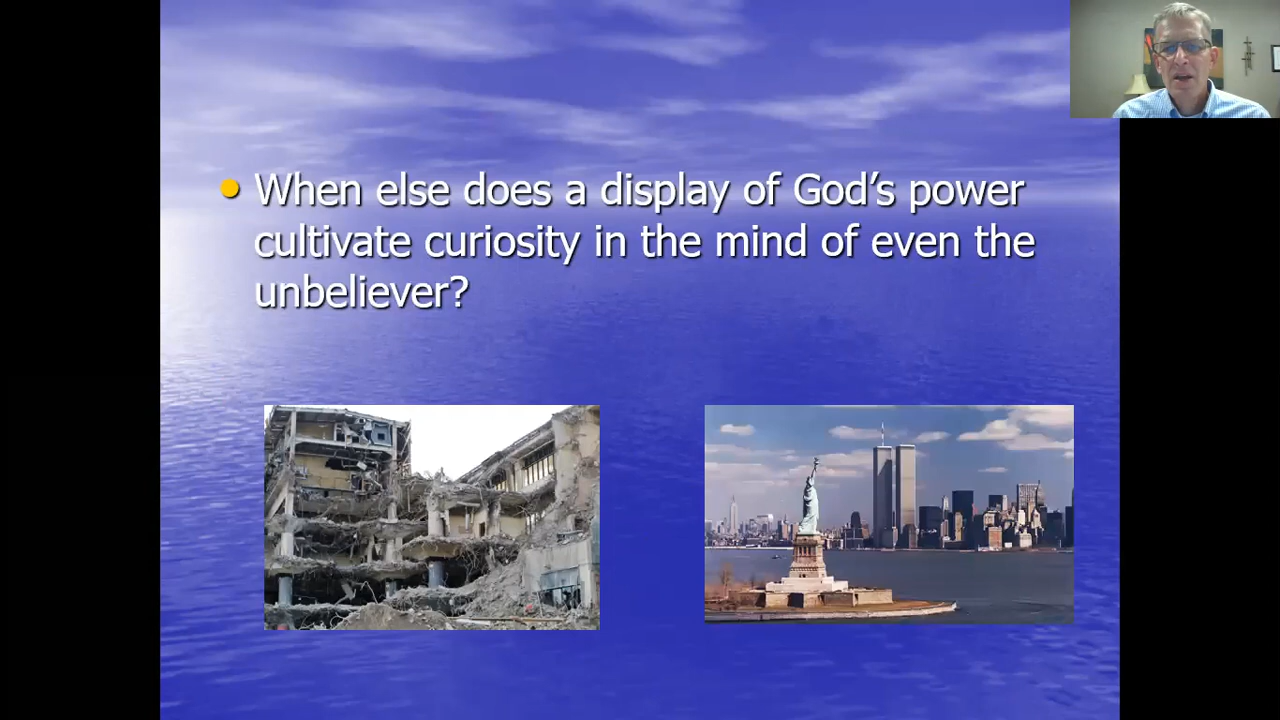 When else does a display of God’s power
cultivate curiosity in the mind of even the
unbeliever?